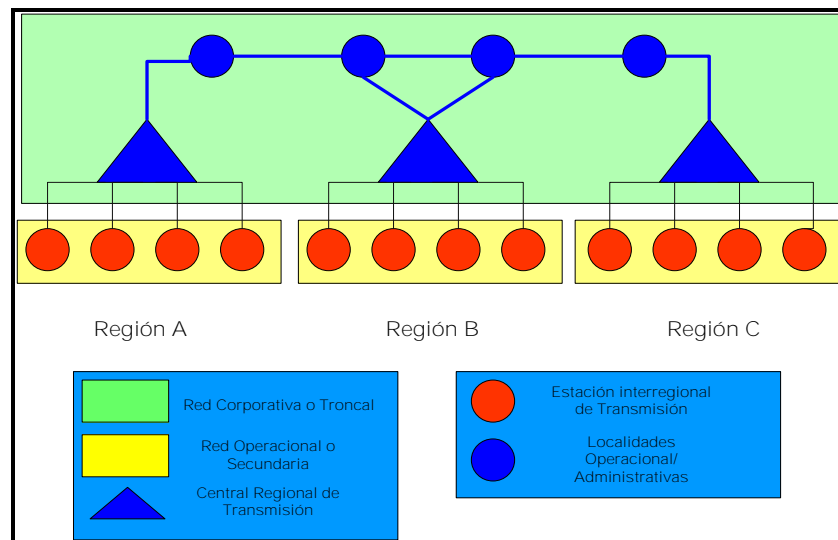 Región A
Región B
Región C
Red Corporativa o Troncal
Red Operacional o
Secundaria
Central Regional de
Transmisión
Estación interregional
de Transmisión
Localidades
Operacional/
Administrativas